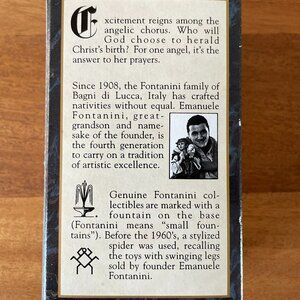 Excitement reigns among the
angelic chorus. Who will
God choose to herald
Christ's birth? For one angel, it's the
answer to her prayers.
Since 1908, the Fontanini family of
Bagni di Lucca, Italy has crafted
nativities without equal. Emanuele
Fontanini, great-
grandson and name-
sake of the founder, is
the fourth generation
to carry on a tradition
of artistic excellence.
Genuine Fontanini col-
lectibles are marked with a
fountain on the base
(Fontanini means "small foun-
tains"). Before the 1960's, a stylized
spider was used, recalling
the toys with swinging legs
sold by founder Emanuele
Fontanini.